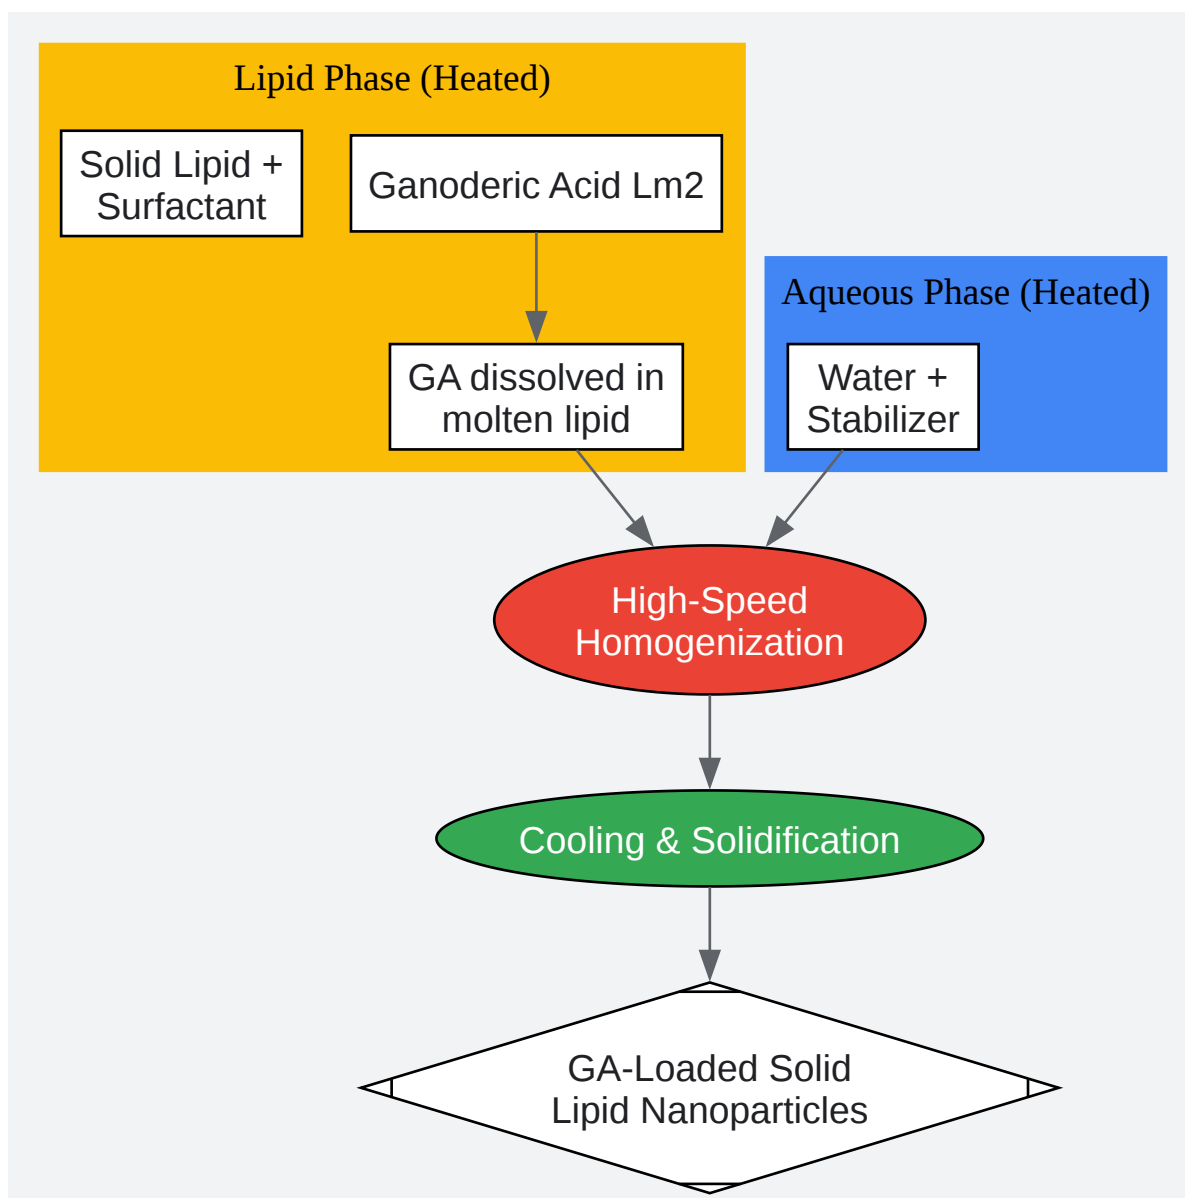 Lipid Phase (Heated)
Solid Lipid +
Surfactant
Ganoderic Acid Lm2
GA dissolved in
molten lipid
Aqueous Phase (Heated)
Water +
Stabilizer
High-Speed
Homogenization
Cooling & Solidification
GA-Loaded Solid
Lipid Nanoparticles